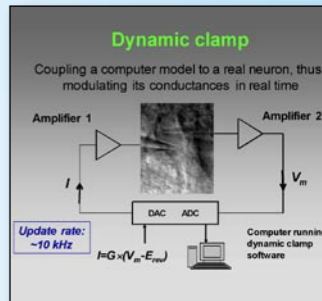 Dynamic clamp
Coupling a computer model to a real neuron, thus
modulating its conductances in real time
Amplifier 1
Amplifier 2
I
Vm
DAC ADC
Update rate:
~10 kHz
I=G×(Vm-Erev)
Computer running
dynamic clamp
software